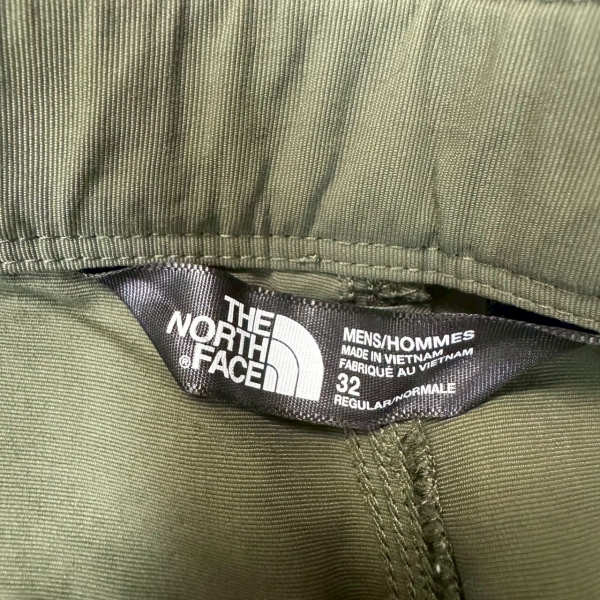 THE
NORTH
FACE
MENS/HOMMES
MADE IN VIETNAM
FABRIQUÉ AU VIETNAM
32
REGULAR/NORMALE